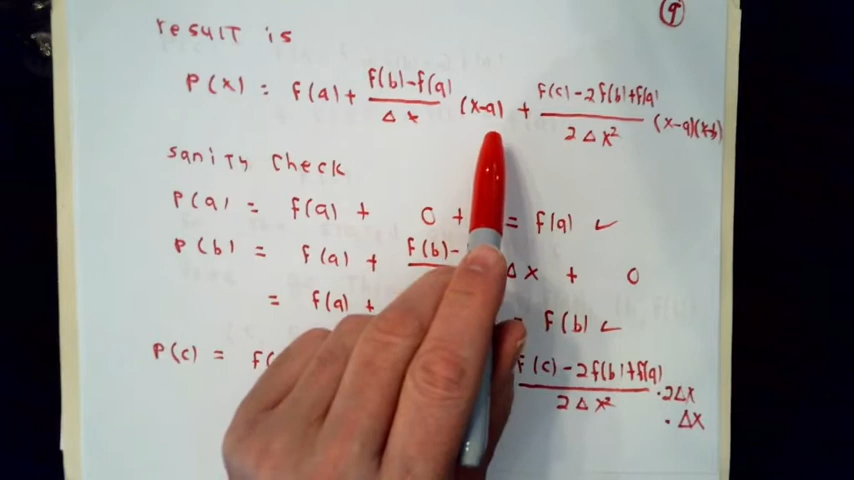 9
result is
P(x) = f(a) + f(b)-f(a) / Δx (x-a) + f(c)-2f(b)+f(a) / 2Δx² (x-a)(x-b)
sanity check
P(a) = f(a) + 0 + = f(a) ✓
P(b) = f(a) + f(b)- Δx + 0
= f(a) + = f(b) ✓
P(c) = f( f(c)-2f(b)+f(a) / 2Δx² ·2Δx
·Δx